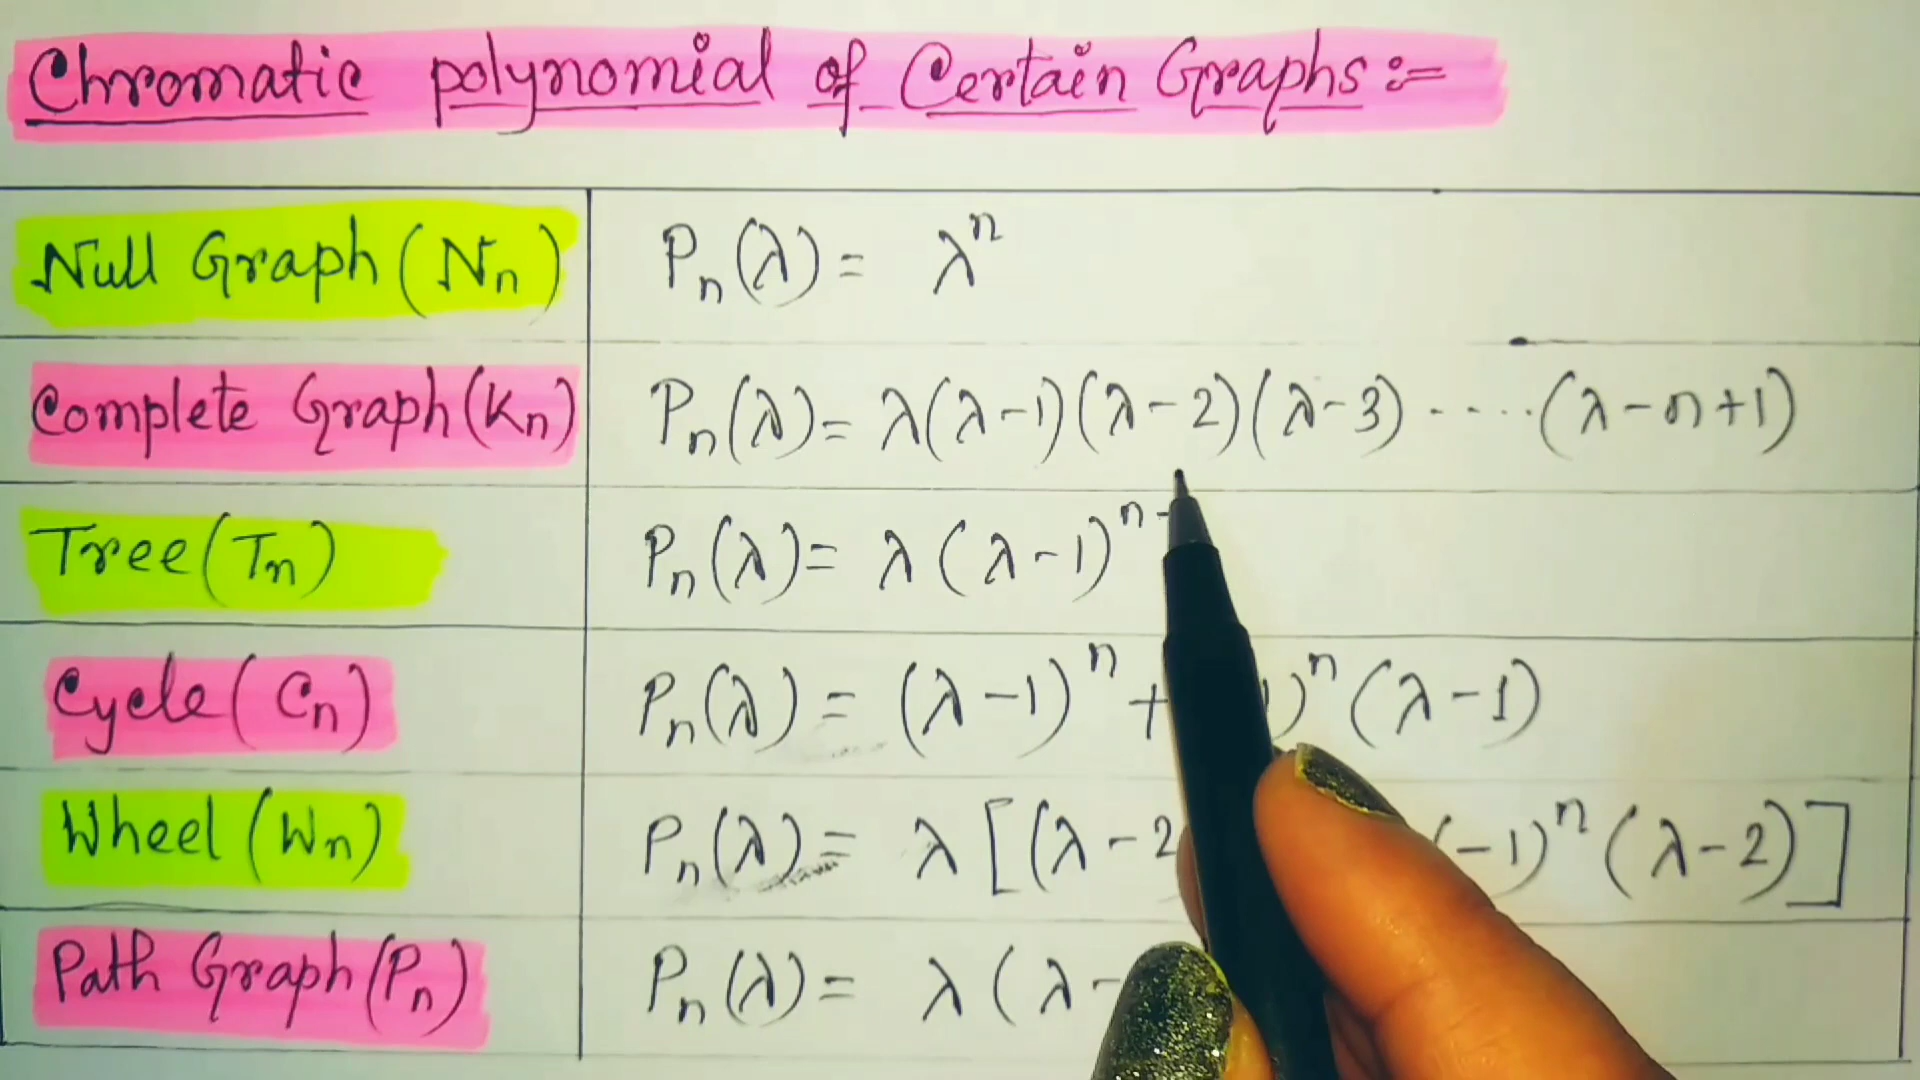 Chromatic polynomial of Certain Graphs :-
Null Graph (Nn) Pn(λ) = λ^n
Complete Graph (Kn) Pn(λ) = λ(λ-1)(λ-2)(λ-3) ..... (λ-n+1)
Tree (Tn) Pn(λ) = λ(λ-1)^n-
Cycle (Cn) Pn(λ) = (λ-1)^n + 1)^n (λ-1)
Wheel (Wn) Pn(λ) = λ[(λ-2 (-1)^n (λ-2)]
Path Graph (Pn) Pn(λ) = λ(λ-